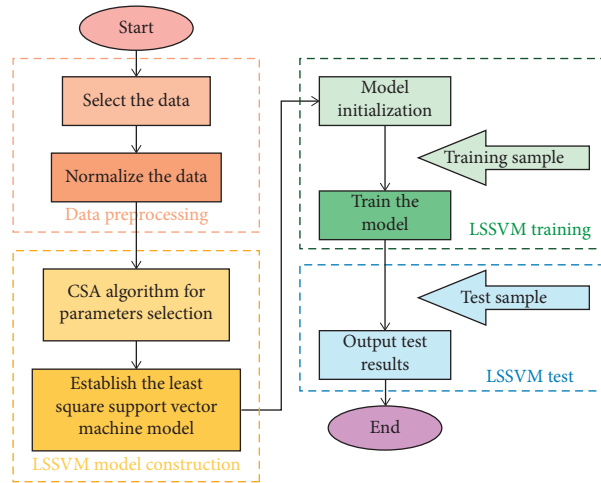 Start
Select the data
Normalize the data
Data preprocessing
CSA algorithm for
parameters selection
Establish the least
square support vector
machine model
LSSVM model construction
Model
initialization
Training sample
Train the
model
LSSVM training
Test sample
Output test
results
LSSVM test
End